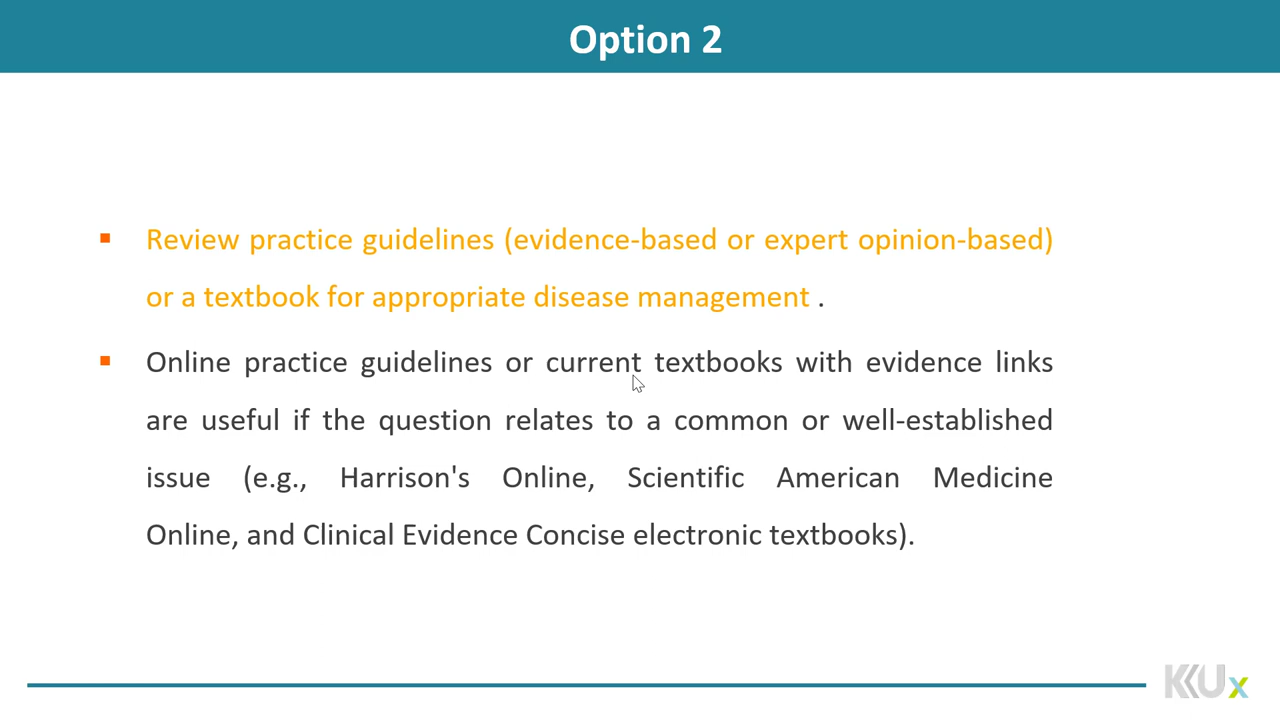 Option 2
▪ Review practice guidelines (evidence-based or expert opinion-based)
or a textbook for appropriate disease management .
▪ Online practice guidelines or current textbooks with evidence links
are useful if the question relates to a common or well-established
issue (e.g., Harrison's Online, Scientific American Medicine
Online, and Clinical Evidence Concise electronic textbooks).
KKUx